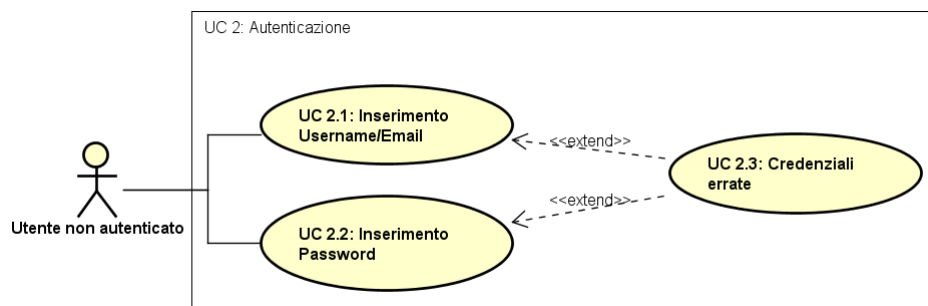 UC 2: Autenticazione
UC 2.1: Inserimento
Username/Email
<<extend>>
UC 2.3: Credenziali
errate
<<extend>>
Utente non autenticato
UC 2.2: Inserimento
Password